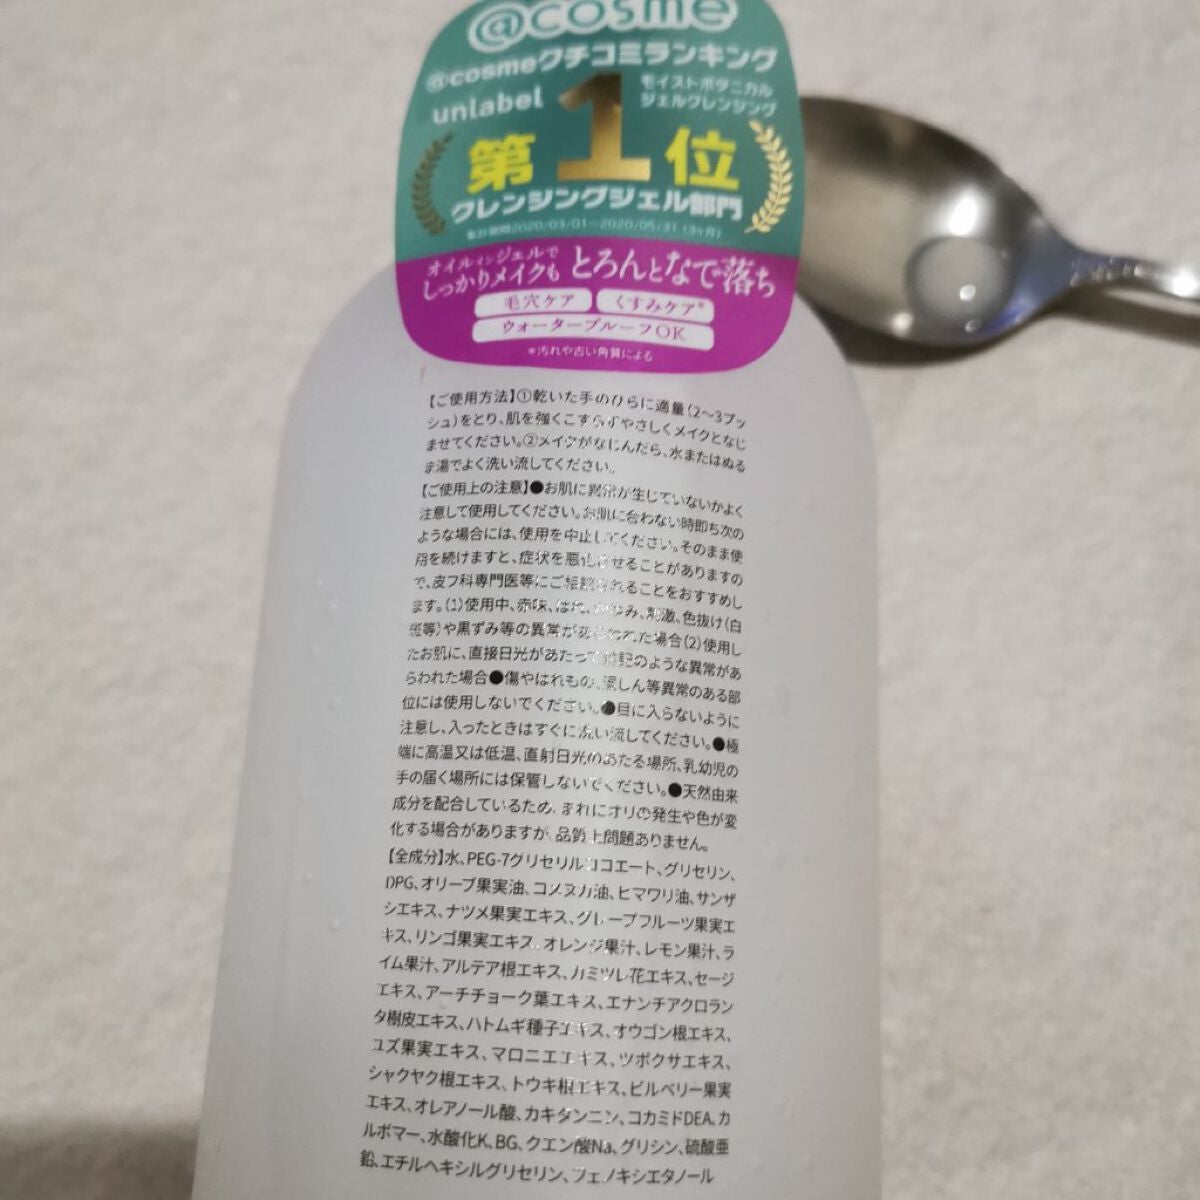 @cosme
@cosmeクチコミランキング
unlabel
モイストボタニカル
ジェルクレンジング
第1位
クレンジングジェル部門
集計期間2020/03/01~2020/05/31(3ヶ月)
オイルインジェルで
しっかりメイクも とろんとなで落ち
毛穴ケア くすみケア*
ウォータープルーフOK
*汚れや古い角質による
【ご使用方法】①乾いた手のひらに適量(2~3プッ
シュ)をとり、肌を強くこすらずやさしくメイクとなじ
ませてください。②メイクがなじんだら、水またはぬる
ま湯でよく洗い流してください。
【ご使用上の注意】●お肌に異常が生じていないかよく
注意して使用してください。お肌に合わない時即ち次の
ような場合には、使用を中止してください。そのまま使
用を続けますと、症状を悪化させることがありますの
で、皮フ科専門医等にご相談されることをおすすめし
ます。(1)使用中、赤味、はれ、かゆみ、刺激、色抜け(白
斑等)や黒ずみ等の異常があらわれた場合(2)使用し
たお肌に、直接日光があたって上記のような異常があ
らわれた場合●傷やはれもの、湿しん等異常のある部
位には使用しないでください。●目に入らないように
注意し、入ったときはすぐに洗い流してください。●極
端に高温又は低温、直射日光のあたる場所、乳幼児の
手の届く場所には保管しないでください。●天然由来
成分を配合しているため、まれにオリの発生や色が変
化する場合がありますが、品質上問題ありません。
【全成分】水、PEG-7グリセリルココエート、グリセリン、
DPG、オリーブ果実油、コメヌカ油、ヒマワリ油、サンザ
シエキス、ナツメ果実エキス、グレープフルーツ果実エ
キス、リンゴ果実エキス、オレンジ果汁、レモン果汁、ラ
イム果汁、アルテア根エキス、カミツレ花エキス、セージ
エキス、アーチチョーク葉エキス、エナンチアクロラン
タ樹皮エキス、ハトムギ種子エキス、オウゴン根エキス、
ユズ果実エキス、マロニエエキス、ツボクサエキス、
シャクヤク根エキス、トウキ根エキス、ビルベリー果実
エキス、オレアノール酸、カキタンニン、コカミドDEA、カ
ルボマー、水酸化K、BG、クエン酸Na、グリシン、硫酸亜
鉛、エチルヘキシルグリセリン、フェノキシエタノール